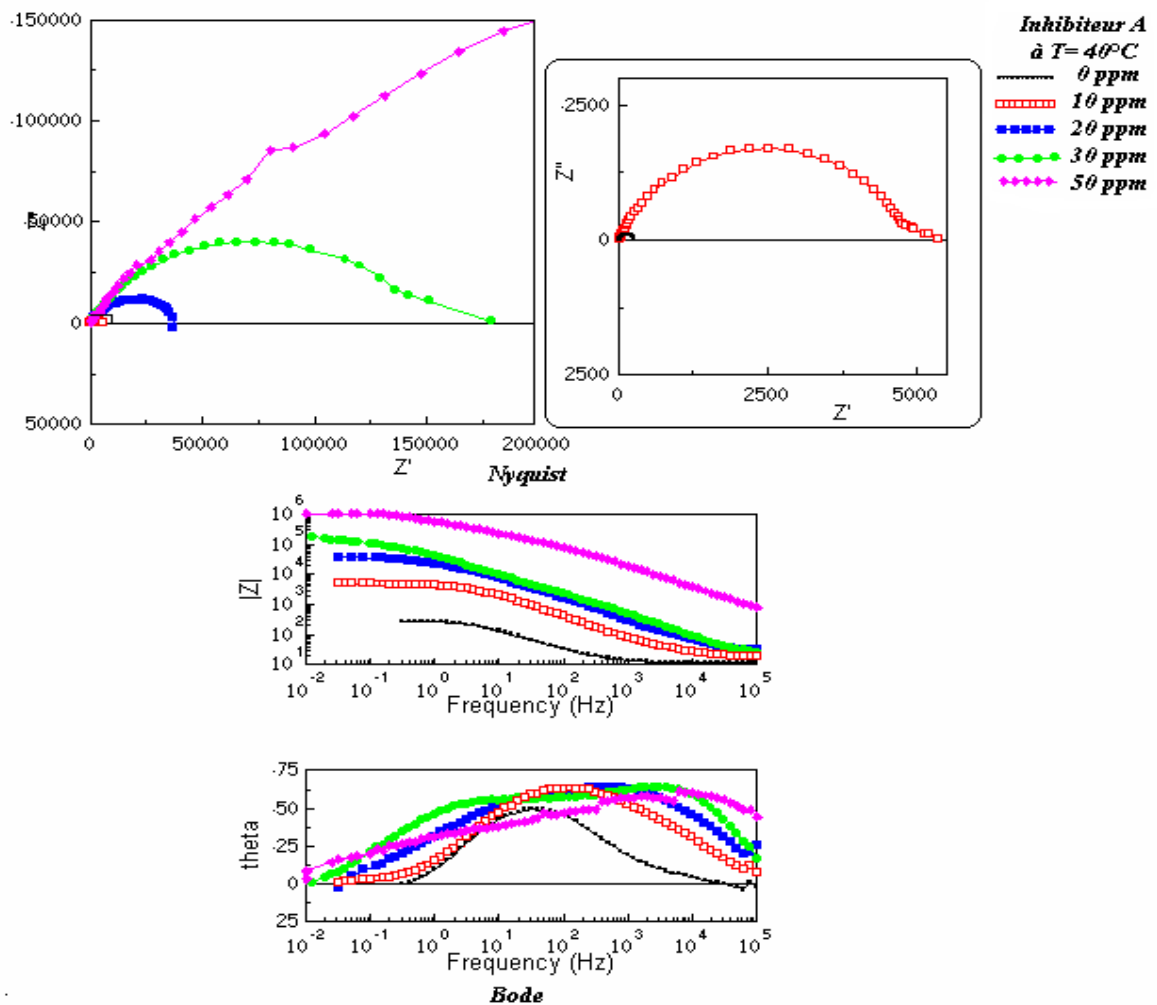 -150000
-100000
-50000
0
50000
0
50000
100000
150000
200000
Z'
Nyquist
-2500
0
2500
Z''
0
2500
5000
Z'
Inhibiteur A
à T= 40°C
0 ppm
10 ppm
20 ppm
30 ppm
50 ppm
10^6
10^5
10^4
10^3
10^2
10^1
|Z|
10^-2
10^-1
10^0
10^1
10^2
10^3
10^4
10^5
Frequency (Hz)
-75
-50
-25
0
25
theta
10^-2
10^-1
10^0
10^1
10^2
10^3
10^4
10^5
Frequency (Hz)
Bode